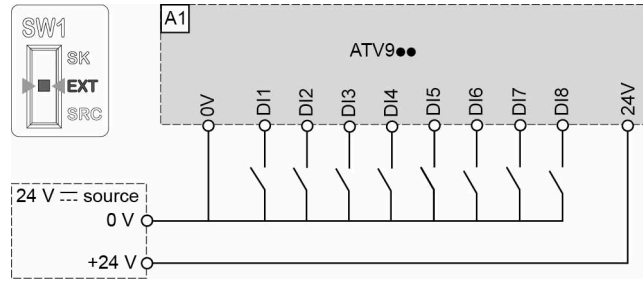 SW1
SK
EXT
SRC
A1
ATV9●●
0V
DI1
DI2
DI3
DI4
DI5
DI6
DI7
DI8
24V
24 V ⎓ source
0 V
+24 V